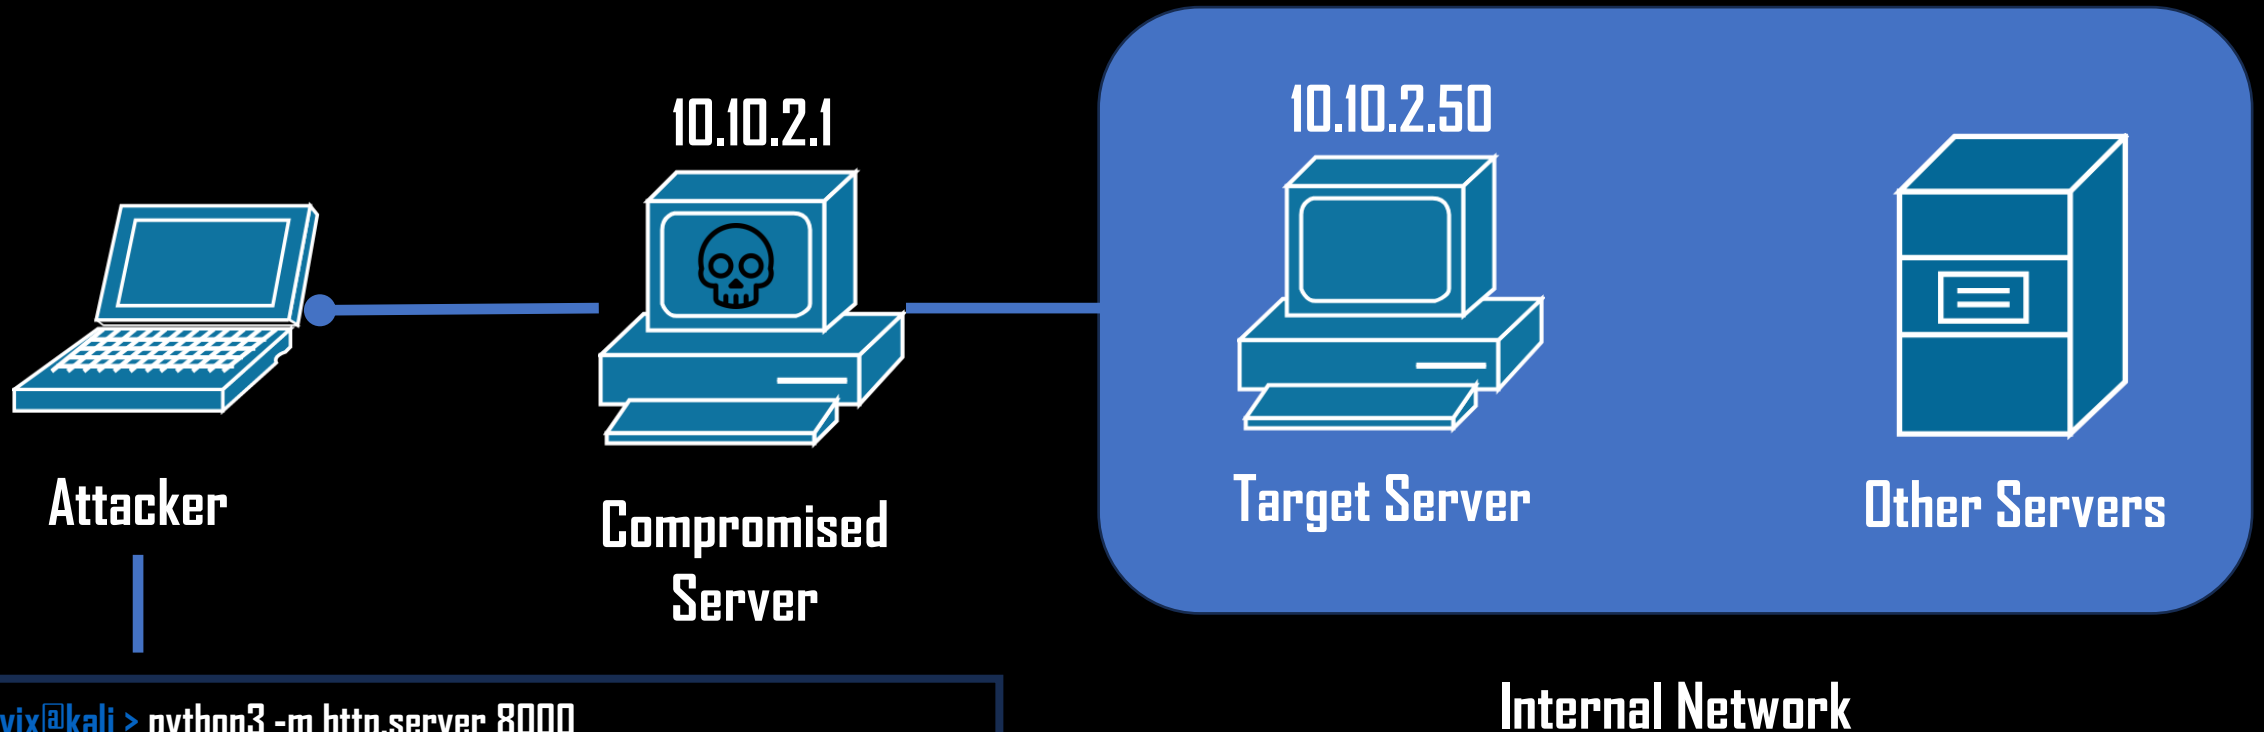 10.10.2.1
10.10.2.50
Attacker
Compromised
Server
Target Server
Other Servers
Internal Network
vix@kali > python3 -m http.server 8000